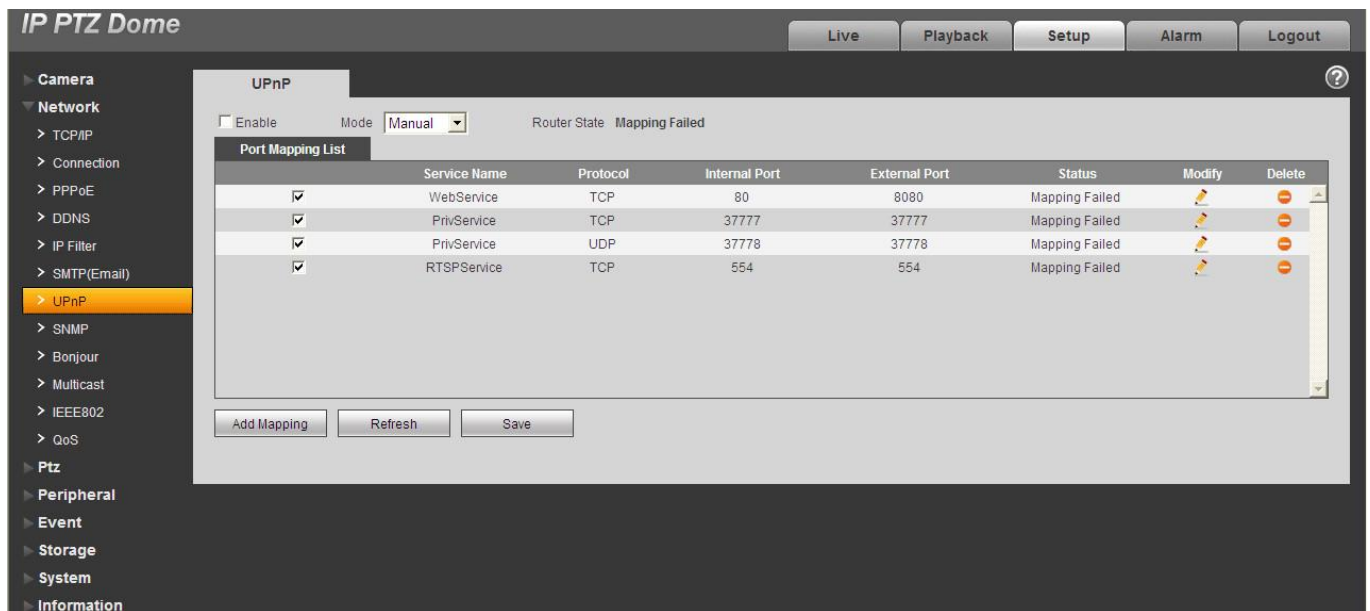 IP PTZ Dome
Live Playback Setup Alarm Logout
Camera
Network
> TCP/IP
> Connection
> PPPoE
> DDNS
> IP Filter
> SMTP(Email)
> UPnP
> SNMP
> Bonjour
> Multicast
> IEEE802
> QoS
Ptz
Peripheral
Event
Storage
System
Information
UPnP
?
Enable Mode Manual Router State Mapping Failed
Port Mapping List
Service Name Protocol Internal Port External Port Status Modify Delete
WebService TCP 80 8080 Mapping Failed
PrivService TCP 37777 37777 Mapping Failed
PrivService UDP 37778 37778 Mapping Failed
RTSPService TCP 554 554 Mapping Failed
Add Mapping Refresh Save